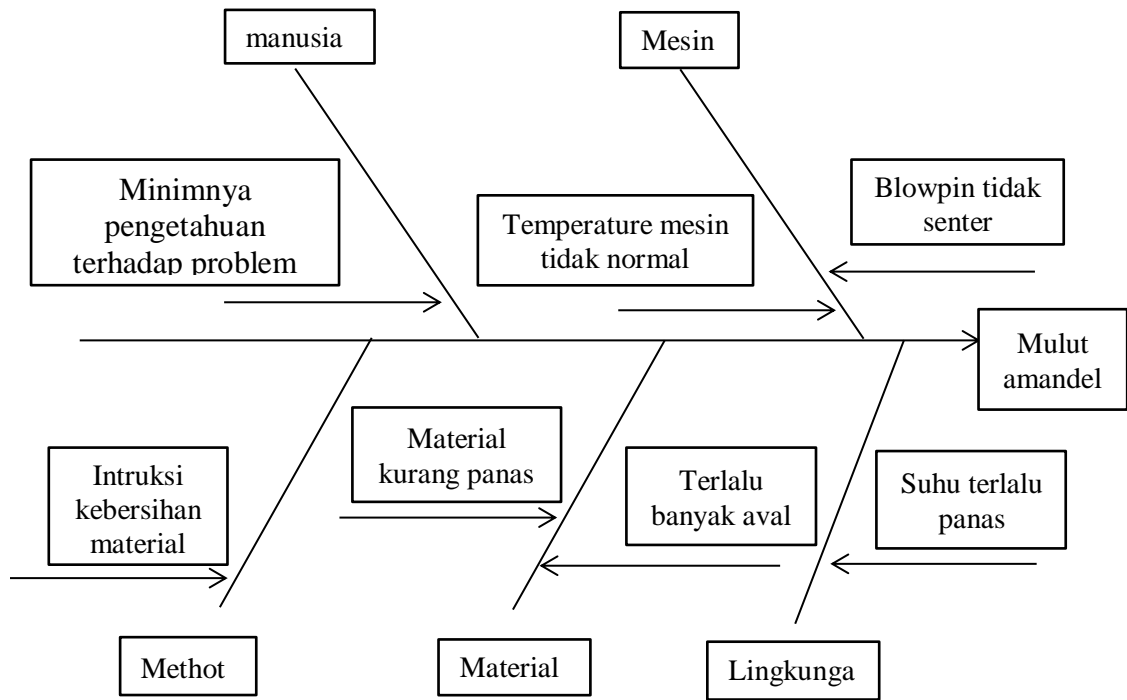 manusia
Mesin
Minimnya
pengetahuan
terhadap problem
Temperature mesin
tidak normal
Blowpin tidak
senter
Mulut
amandel
Intruksi
kebersihan
material
Material
kurang panas
Terlalu
banyak aval
Suhu terlalu
panas
Methot
Material
Lingkunga